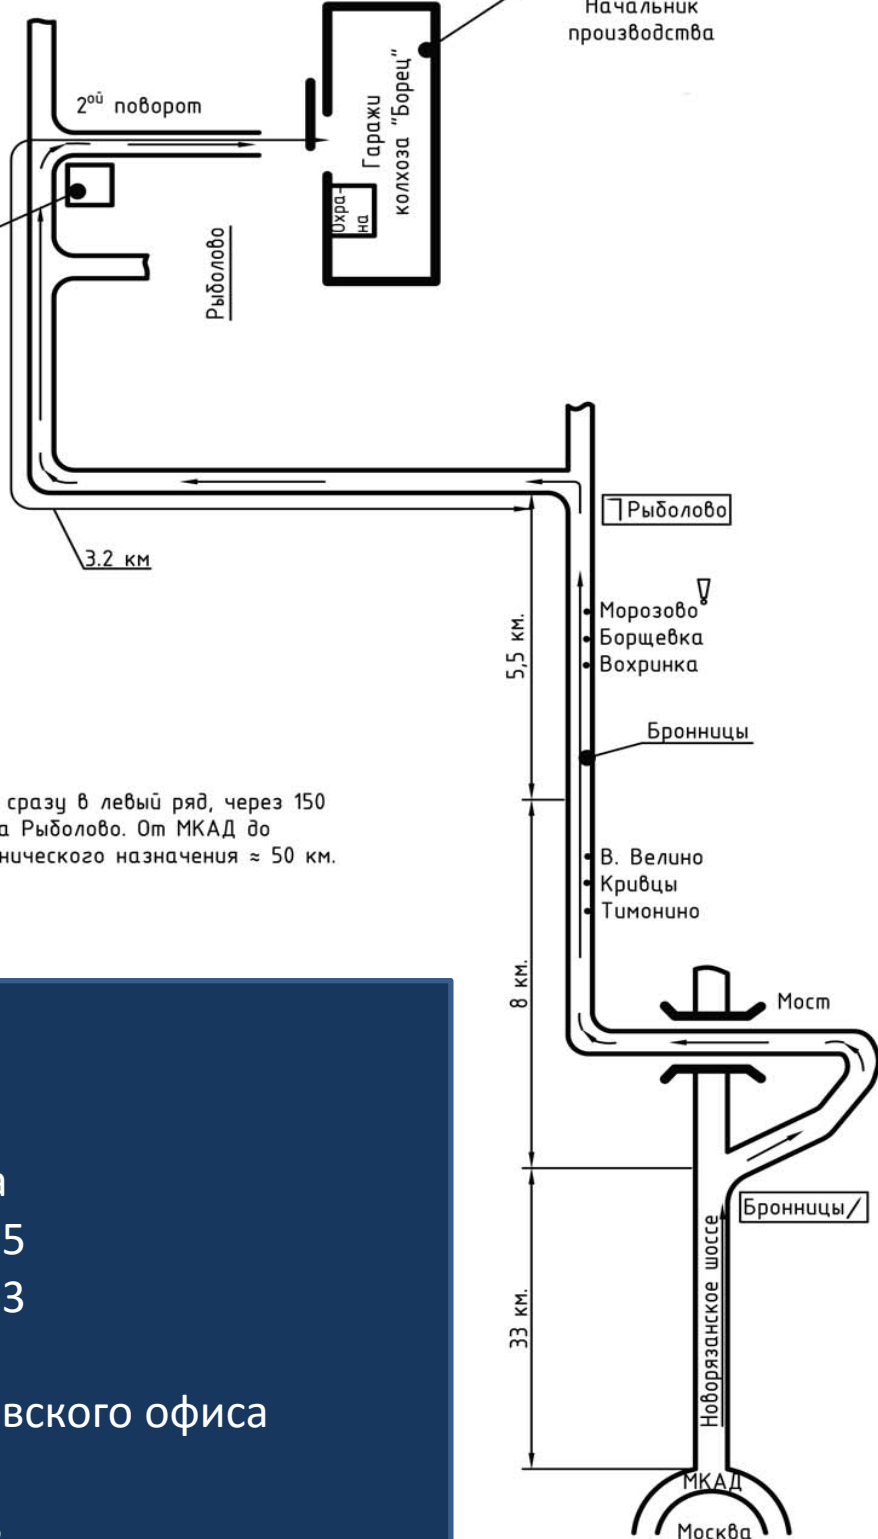 Начальник
производства
2ой поворот
Гаражи
колхоза "Борец"
Охра-
на
Рыболово
Рыболово
3.2 км
Морозово
Борщевка
Вохринка
5,5 км.
Бронницы
сразу в левый ряд, через 150
а Рыболово. От МКАД до
нического назначения ≈ 50 км.
В. Велино
Кривцы
Тимонино
8 км.
Мост
Бронницы
Новорязанское шоссе
33 км.
МКАД
Москва
а
5
3
вского офиса